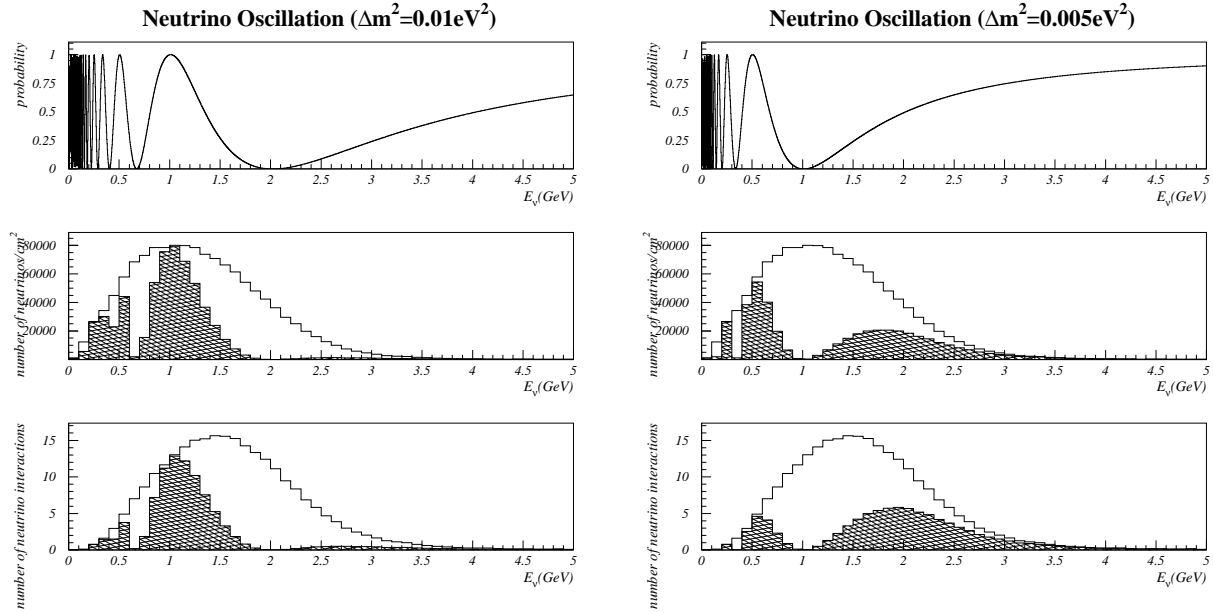 Neutrino Oscillation (Δm²=0.01eV²)
probability
1
0.75
0.5
0.25
0
0 0.5 1 1.5 2 2.5 3 3.5 4 4.5 5
Eν(GeV)
number of neutrinos/cm²
80000
60000
40000
20000
0 0.5 1 1.5 2 2.5 3 3.5 4 4.5 5
Eν(GeV)
number of neutrino interactions
15
10
5
0
0 0.5 1 1.5 2 2.5 3 3.5 4 4.5 5
Eν(GeV)
Neutrino Oscillation (Δm²=0.005eV²)
probability
1
0.75
0.5
0.25
0
0 0.5 1 1.5 2 2.5 3 3.5 4 4.5 5
Eν(GeV)
number of neutrinos/cm²
80000
60000
40000
20000
0 0.5 1 1.5 2 2.5 3 3.5 4 4.5 5
Eν(GeV)
number of neutrino interactions
15
10
5
0
0 0.5 1 1.5 2 2.5 3 3.5 4 4.5 5
Eν(GeV)